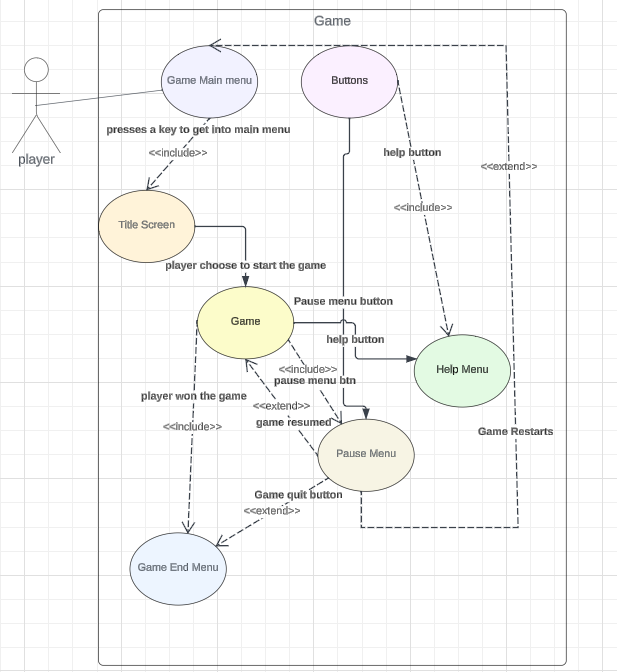 Game
Game Main menu
Buttons
presses a key to get into main menu
<<include>>
help button
player
<<extend>>
<<include>>
Title Screen
player choose to start the game
Pause menu button
Game
help button
<<include>>
Help Menu
pause menu btn
player won the game
<<extend>>
game resumed
<<include>>
Game Restarts
Pause Menu
Game quit button
<<extend>>
Game End Menu